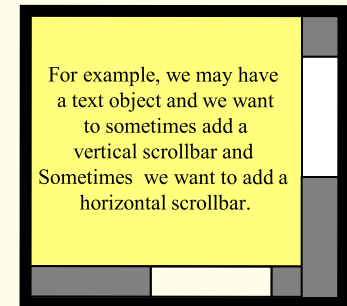 For example, we may have
a text object and we want
to sometimes add a
vertical scrollbar and
Sometimes  we want to add a
horizontal scrollbar.